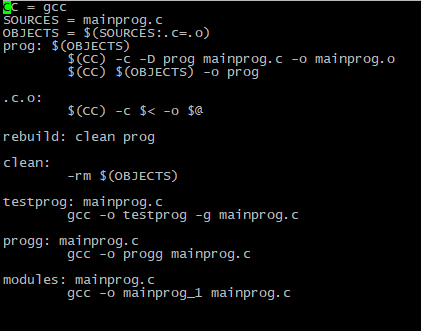 CC = gcc
SOURCES = mainprog.c
OBJECTS = $(SOURCES:.c=.o)
prog: $(OBJECTS)
        $(CC) -c -D prog mainprog.c -o mainprog.o
        $(CC) $(OBJECTS) -o prog

.c.o:
        $(CC) -c $< -o $@

rebuild: clean prog

clean:
        -rm $(OBJECTS)

testprog: mainprog.c
        gcc -o testprog -g mainprog.c

progg: mainprog.c
        gcc -o progg mainprog.c

modules: mainprog.c
        gcc -o mainprog_1 mainprog.c